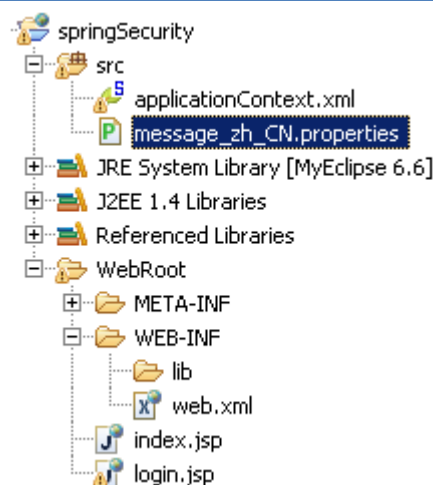 springSecurity
src
applicationContext.xml
message_zh_CN.properties
JRE System Library [MyEclipse 6.6]
J2EE 1.4 Libraries
Referenced Libraries
WebRoot
META-INF
WEB-INF
lib
web.xml
index.jsp
login.jsp